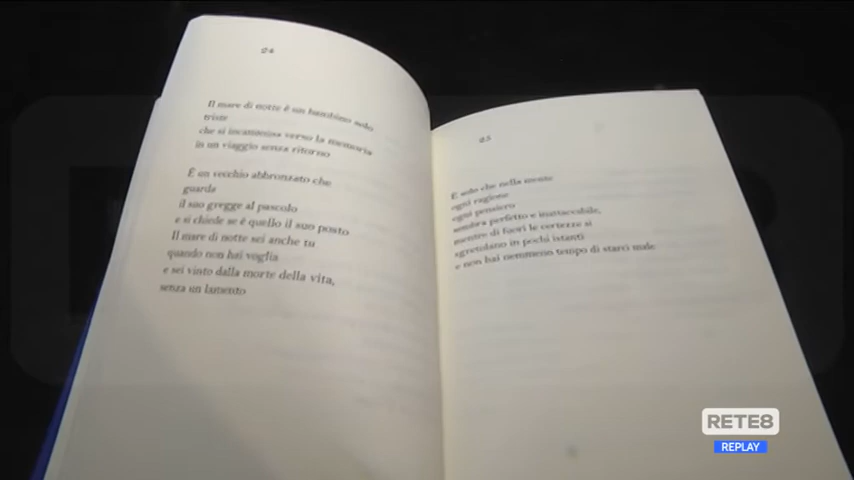 24
Il mare di notte è un bambino solo
triste
che si incammina verso la memoria
in un viaggio senza ritorno
È un vecchio abbronzato che
guarda
il suo gregge al pascolo
e si chiede se è quello il suo posto
Il mare di notte sei anche tu
quando non hai voglia
e sei vinto dalla morte della vita,
senza un lamento
25
È solo che nella mente
ogni ragione
ogni pensiero
sembra perfetto e inattaccabile,
mentre di fuori le certezze si
sgretolano in pochi istanti
e non hai nemmeno tempo di starci male
RETE8
REPLAY